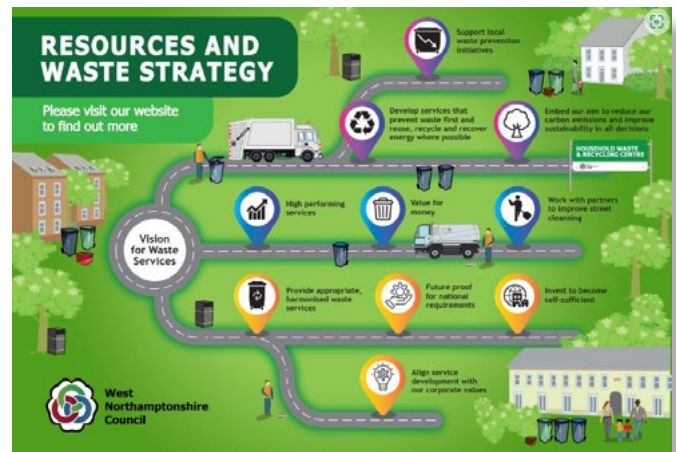 RESOURCES AND
WASTE STRATEGY
Please visit our website
to find out more
Support local
waste prevention
initiatives
Develop services that
prevent waste first and
reuse, recycle and recover
energy where possible
Embed our aim to reduce our
carbon emissions and improve
sustainability in all decisions
HOUSEHOLD WASTE
& RECYCLING CENTRE
Vision
for Waste
Services
High performing
services
Value for
money
Work with partners
to improve street
cleansing
Provide appropriate,
harmonised waste
services
Future proof
for national
requirements
Invest to become
self-sufficient
Align service
development with
our corporate values
West
Northamptonshire
Council